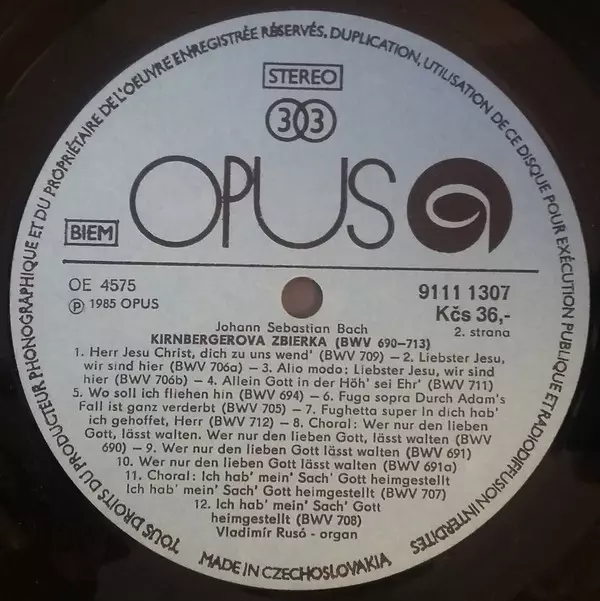 TOUS DROITS DU PRODUCTEUR PHONOGRAPHIQUE ET DU PROPRIÉTAIRE DE L'OEUVRE ENREGISTRÉE RÉSERVÉS, DUPLICATION, UTILISATION DE CE DISQUE POUR EXÉCUTION PUBLIQUE ET RADIODIFFUSION INTERDITES
STEREO
33
OPUS
BIEM
OE 4575
9111 1307
Ⓟ 1985 OPUS
Kčs 36,-
Johann Sebastian Bach
2. strana
KIRNBERGEROVA ZBIERKA (BWV 690-713)
1. Herr Jesu Christ, dich zu uns wend' (BWV 709) – 2. Liebster Jesu,
wir sind hier (BWV 706a) – 3. Alio modo: Liebster Jesu, wir sind
hier (BWV 706b) – 4. Allein Gott in der Höh' sei Ehr' (BWV 711)
5. Wo soll ich fliehen hin (BWV 694) – 6. Fuga sopra Durch Adam's
Fall ist ganz verderbt (BWV 705) – 7. Fughetta super In dich hab'
ich gehoffet, Herr (BWV 712) – 8. Choral: Wer nur den lieben
Gott, lässt walten. Wer nur den lieben Gott, lässt walten (BWV
690) – 9. Wer nur den lieben Gott lässt walten (BWV 691)
10. Wer nur den lieben Gott lässt walten (BWV 691a)
11. Choral: Ich hab' mein' Sach' Gott heimgestellt
Ich hab' mein' Sach' Gott heimgestellt (BWV 707)
12. Ich hab' mein' Sach' Gott
heimgestellt (BWV 708)
Vladimír Rusó - organ
MADE IN CZECHOSLOVAKIA